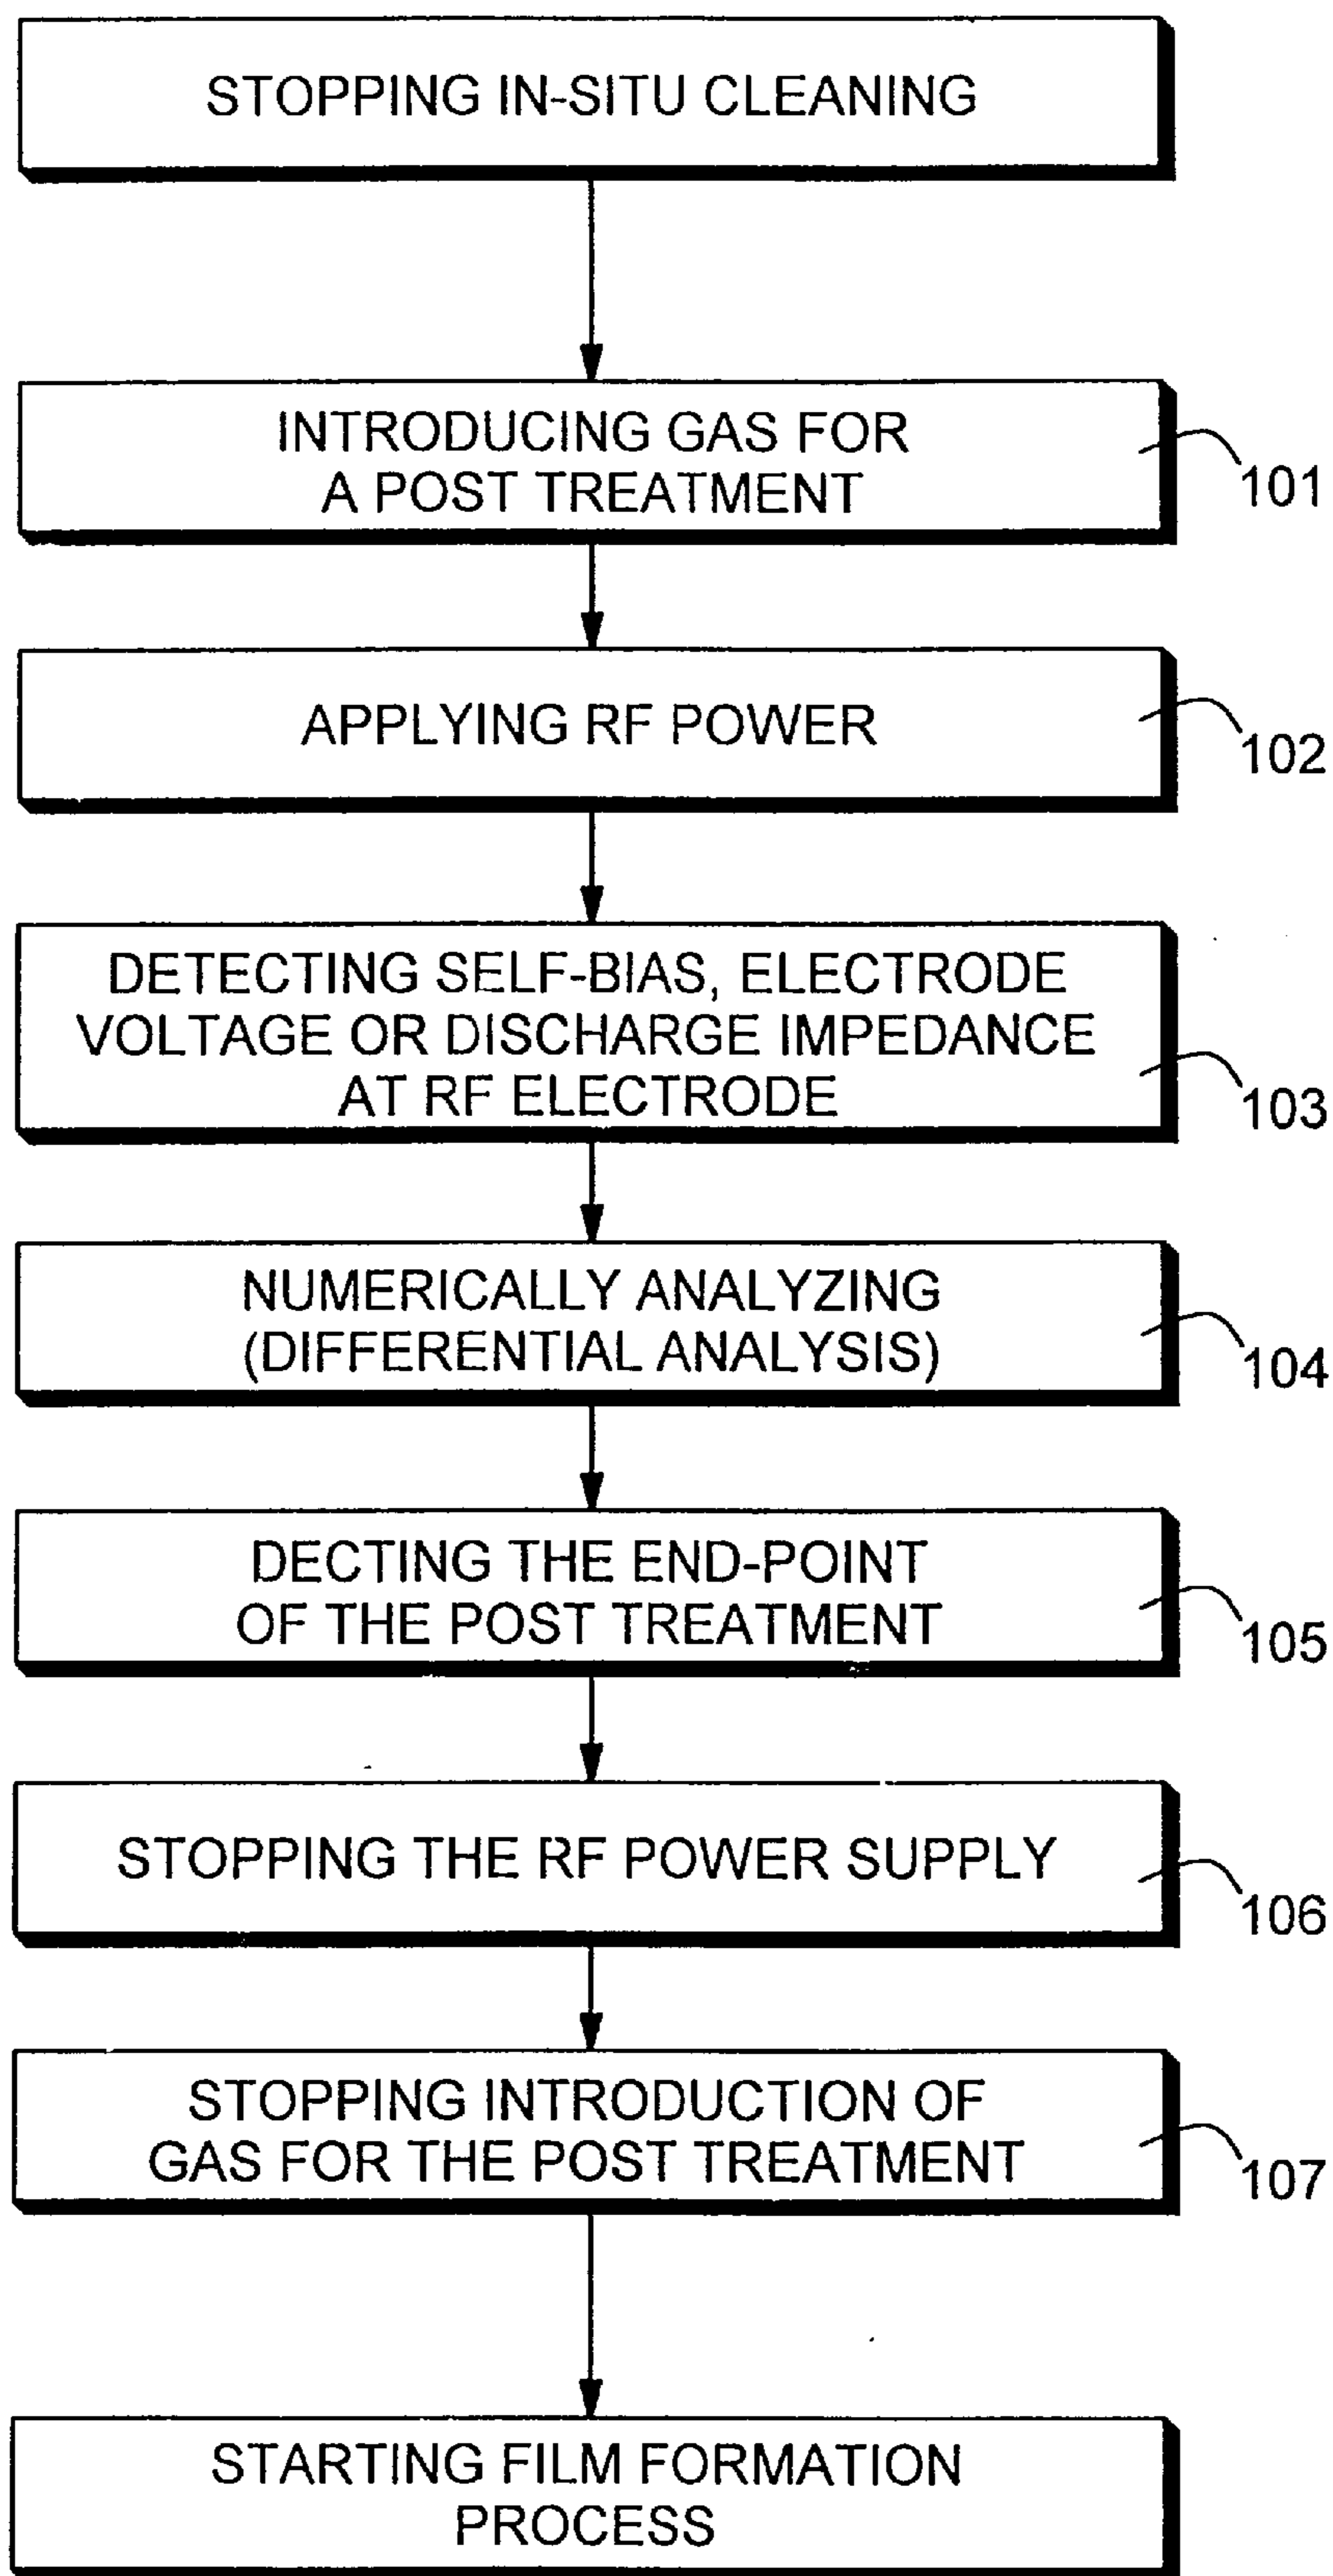 STOPPING IN-SITU CLEANING
INTRODUCING GAS FOR
A POST TREATMENT
101
APPLYING RF POWER
102
DETECTING SELF-BIAS, ELECTRODE
VOLTAGE OR DISCHARGE IMPEDANCE
AT RF ELECTRODE
103
NUMERICALLY ANALYZING
(DIFFERENTIAL ANALYSIS)
104
DECTING THE END-POINT
OF THE POST TREATMENT
105
STOPPING THE RF POWER SUPPLY
106
STOPPING INTRODUCTION OF
GAS FOR THE POST TREATMENT
107
STARTING FILM FORMATION
PROCESS